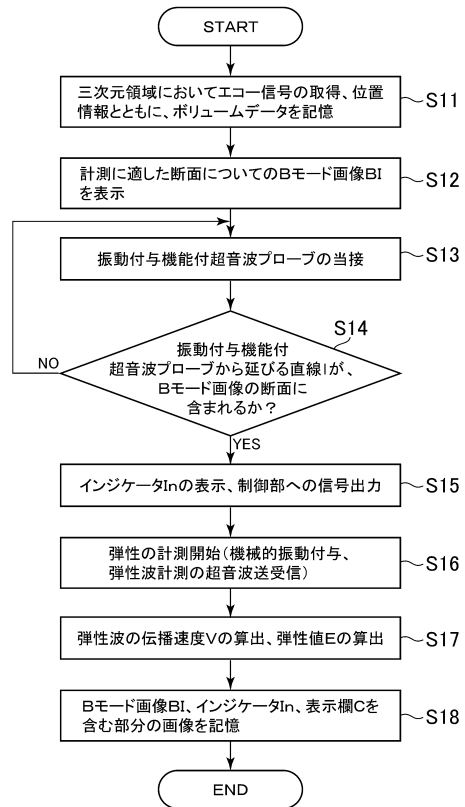 START
三次元領域においてエコー信号の取得、位置
情報とともに、ボリュームデータを記憶
S11
計測に適した断面についてのBモード画像BI
を表示
S12
振動付与機能付超音波プローブの当接
S13
S14
振動付与機能付
超音波プローブから延びる直線lが、
Bモード画像の断面に
含まれるか？
NO
YES
インジケータInの表示、制御部への信号出力
S15
弾性の計測開始(機械的振動付与、
弾性波計測の超音波送受信)
S16
弾性波の伝播速度Vの算出、弾性値Eの算出
S17
Bモード画像BI、インジケータIn、表示欄Cを
含む部分の画像を記憶
S18
END